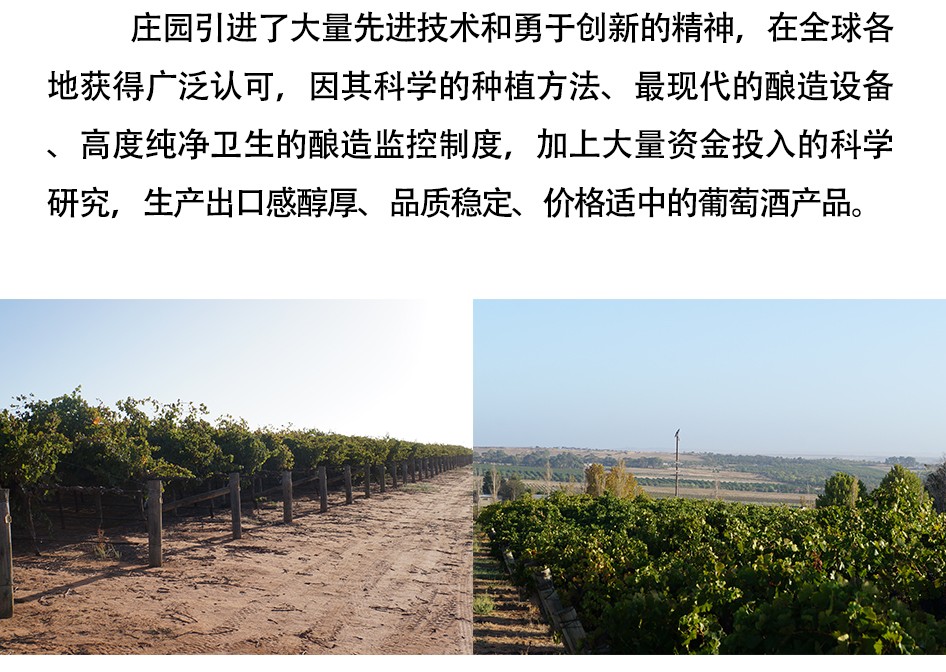 庄园引进了大量先进技术和勇于创新的精神，在全球各
地获得广泛认可，因其科学的种植方法、最现代的酿造设备
、高度纯净卫生的酿造监控制度，加上大量资金投入的科学
研究，生产出口感醇厚、品质稳定、价格适中的葡萄酒产品。